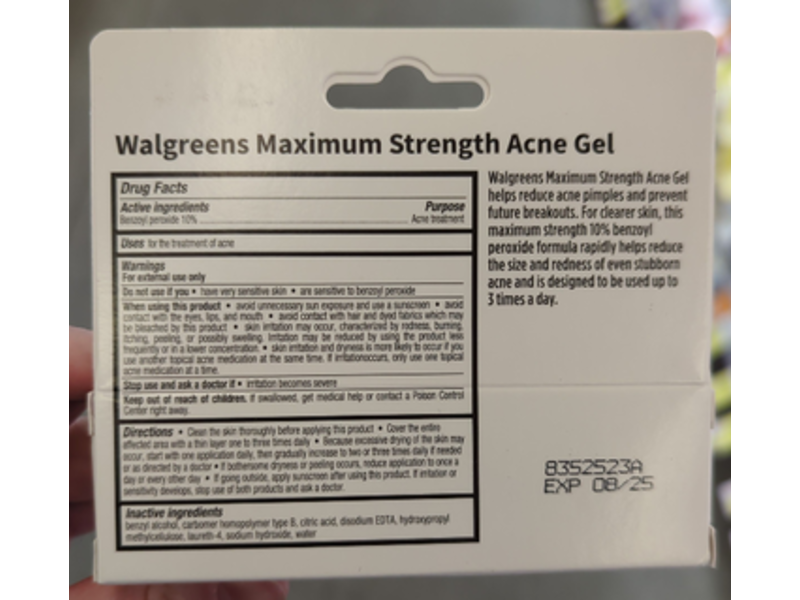 Walgreens Maximum Strength Acne Gel
Drug Facts
Active ingredients Purpose
Benzoyl peroxide 10% Acne treatment
Uses for the treatment of acne
Warnings
For external use only
Do not use if you • have very sensitive skin • are sensitive to benzoyl peroxide
When using this product • avoid unnecessary sun exposure and use a sunscreen • avoid
contact with the eyes, lips, and mouth • avoid contact with hair and dyed fabrics which may
be bleached by this product • skin irritation may occur, characterized by redness, burning,
itching, peeling, or possibly swelling. Irritation may be reduced by using the product less
frequently or in a lower concentration. • skin irritation and dryness is more likely to occur if you
use another topical acne medication at the same time. If irritationoccurs, only use one topical
acne medication at a time.
Stop use and ask a doctor if • irritation becomes severe
Keep out of reach of children. If swallowed, get medical help or contact a Poison Control
Center right away.
Directions • Clean the skin thoroughly before applying this product • Cover the entire
affected area with a thin layer one to three times daily • Because excessive drying of the skin may
occur, start with one application daily, then gradually increase to two or three times daily if needed
or as directed by a doctor • If bothersome dryness or peeling occurs, reduce application to once a
day or every other day • If going outside, apply sunscreen after using this product. If irritation or
sensitivity develops, stop use of both products and ask a doctor.
Inactive ingredients
benzyl alcohol, carbomer homopolymer type B, citric acid, disodium EDTA, hydroxypropyl
methylcellulose, laureth-4, sodium hydroxide, water
Walgreens Maximum Strength Acne Gel
helps reduce acne pimples and prevent
future breakouts. For clearer skin, this
maximum strength 10% benzoyl
peroxide formula rapidly helps reduce
the size and redness of even stubborn
acne and is designed to be used up to
3 times a day.
8352523A
EXP 08/25